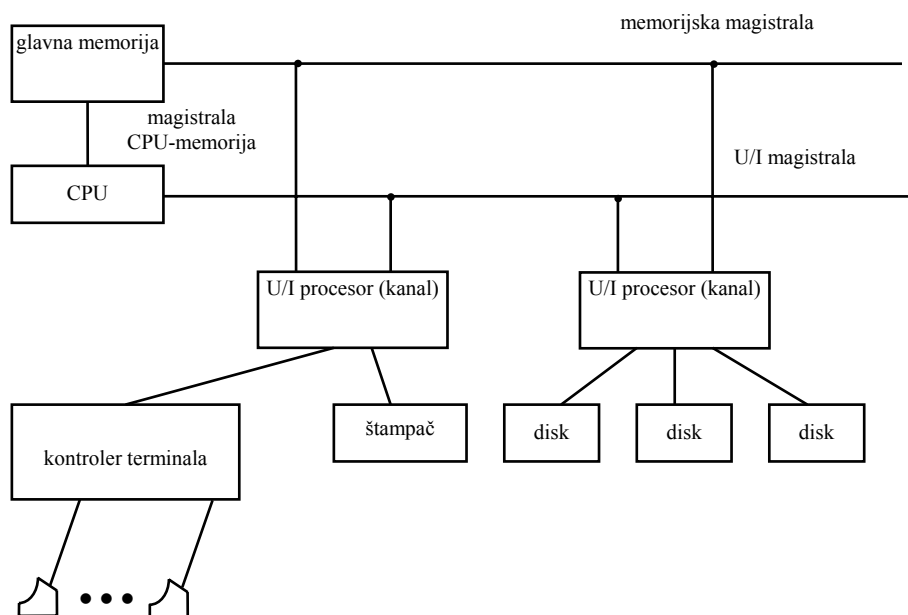 memorijska magistrala
glavna memorija
magistrala
CPU-memorija
U/I magistrala
CPU
U/I procesor (kanal)
U/I procesor (kanal)
kontroler terminala
štampač
disk
disk
disk